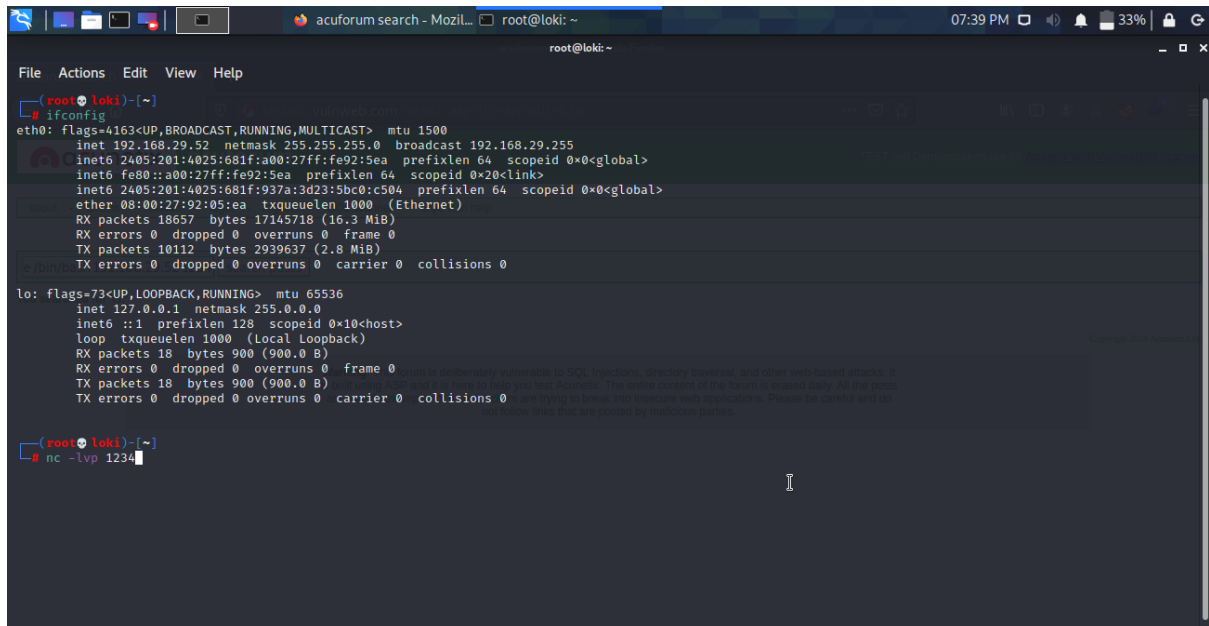 acuforum search - Mozil...
root@loki: ~
07:39 PM
33%
root@loki: ~
File Actions Edit View Help
(root💀loki)-[~]
# ifconfig
eth0: flags=4163<UP,BROADCAST,RUNNING,MULTICAST> mtu 1500
inet 192.168.29.52 netmask 255.255.255.0 broadcast 192.168.29.255
inet6 2405:201:4025:681f:a00:27ff:fe92:5ea prefixlen 64 scopeid 0×0<global>
inet6 fe80::a00:27ff:fe92:5ea prefixlen 64 scopeid 0×20<link>
inet6 2405:201:4025:681f:937a:3d23:5bc0:c504 prefixlen 64 scopeid 0×0<global>
ether 08:00:27:92:05:ea txqueuelen 1000 (Ethernet)
RX packets 18657 bytes 17145718 (16.3 MiB)
RX errors 0 dropped 0 overruns 0 frame 0
TX packets 10112 bytes 2939637 (2.8 MiB)
TX errors 0 dropped 0 overruns 0 carrier 0 collisions 0
lo: flags=73<UP,LOOPBACK,RUNNING> mtu 65536
inet 127.0.0.1 netmask 255.0.0.0
inet6 ::1 prefixlen 128 scopeid 0×10<host>
loop txqueuelen 1000 (Local Loopback)
RX packets 18 bytes 900 (900.0 B)
RX errors 0 dropped 0 overruns 0 frame 0
TX packets 18 bytes 900 (900.0 B)
TX errors 0 dropped 0 overruns 0 carrier 0 collisions 0
(root💀loki)-[~]
# nc -lvp 1234